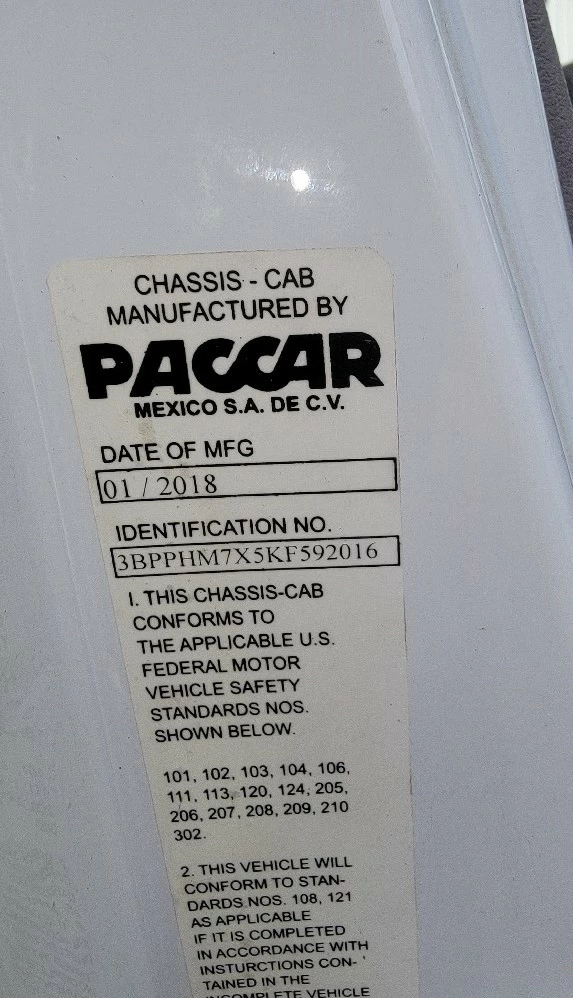 CHASSIS - CAB
MANUFACTURED BY
PACCAR
MEXICO S.A. DE C.V.
DATE OF MFG
01 / 2018
IDENTIFICATION NO.
3BPPHM7X5KF592016
I. THIS CHASSIS-CAB
CONFORMS TO
THE APPLICABLE U.S.
FEDERAL MOTOR
VEHICLE SAFETY
STANDARDS NOS.
SHOWN BELOW.
101, 102, 103, 104, 106,
111, 113, 120, 124, 205,
206, 207, 208, 209, 210
302.
2. THIS VEHICLE WILL
CONFORM TO STAN-
DARDS NOS. 108, 121
AS APPLICABLE
IF IT IS COMPLETED
IN ACCORDANCE WITH
INSTURCTIONS CON-
TAINED IN THE
INCOMPLETE VEHICLE